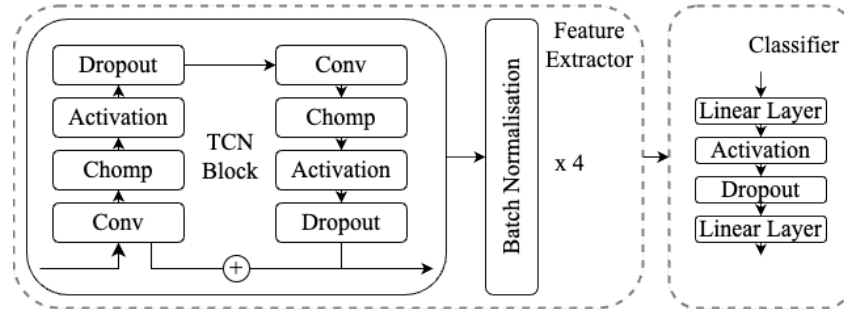 Dropout
Activation
Chomp
Conv
TCN
Block
Conv
Chomp
Activation
Dropout
+
Batch Normalisation
Feature
Extractor
x 4
Classifier
Linear Layer
Activation
Dropout
Linear Layer